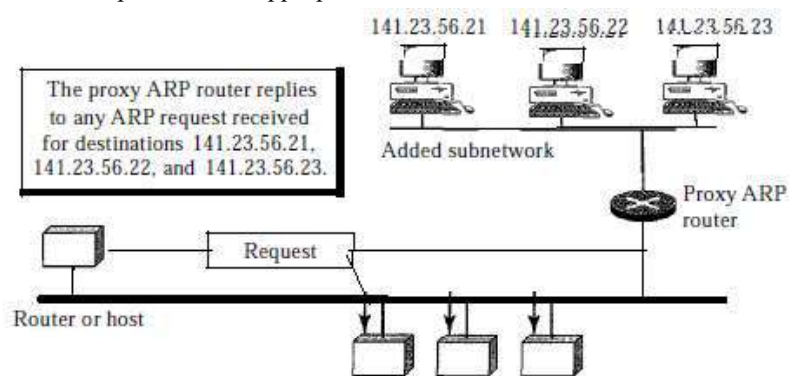 141.23.56.21 141.23.56.22 141.23.56.23
The proxy ARP router replies
to any ARP request received
for destinations 141.23.56.21,
141.23.56.22, and 141.23.56.23.
Added subnetwork
Proxy ARP
router
Request
Router or host